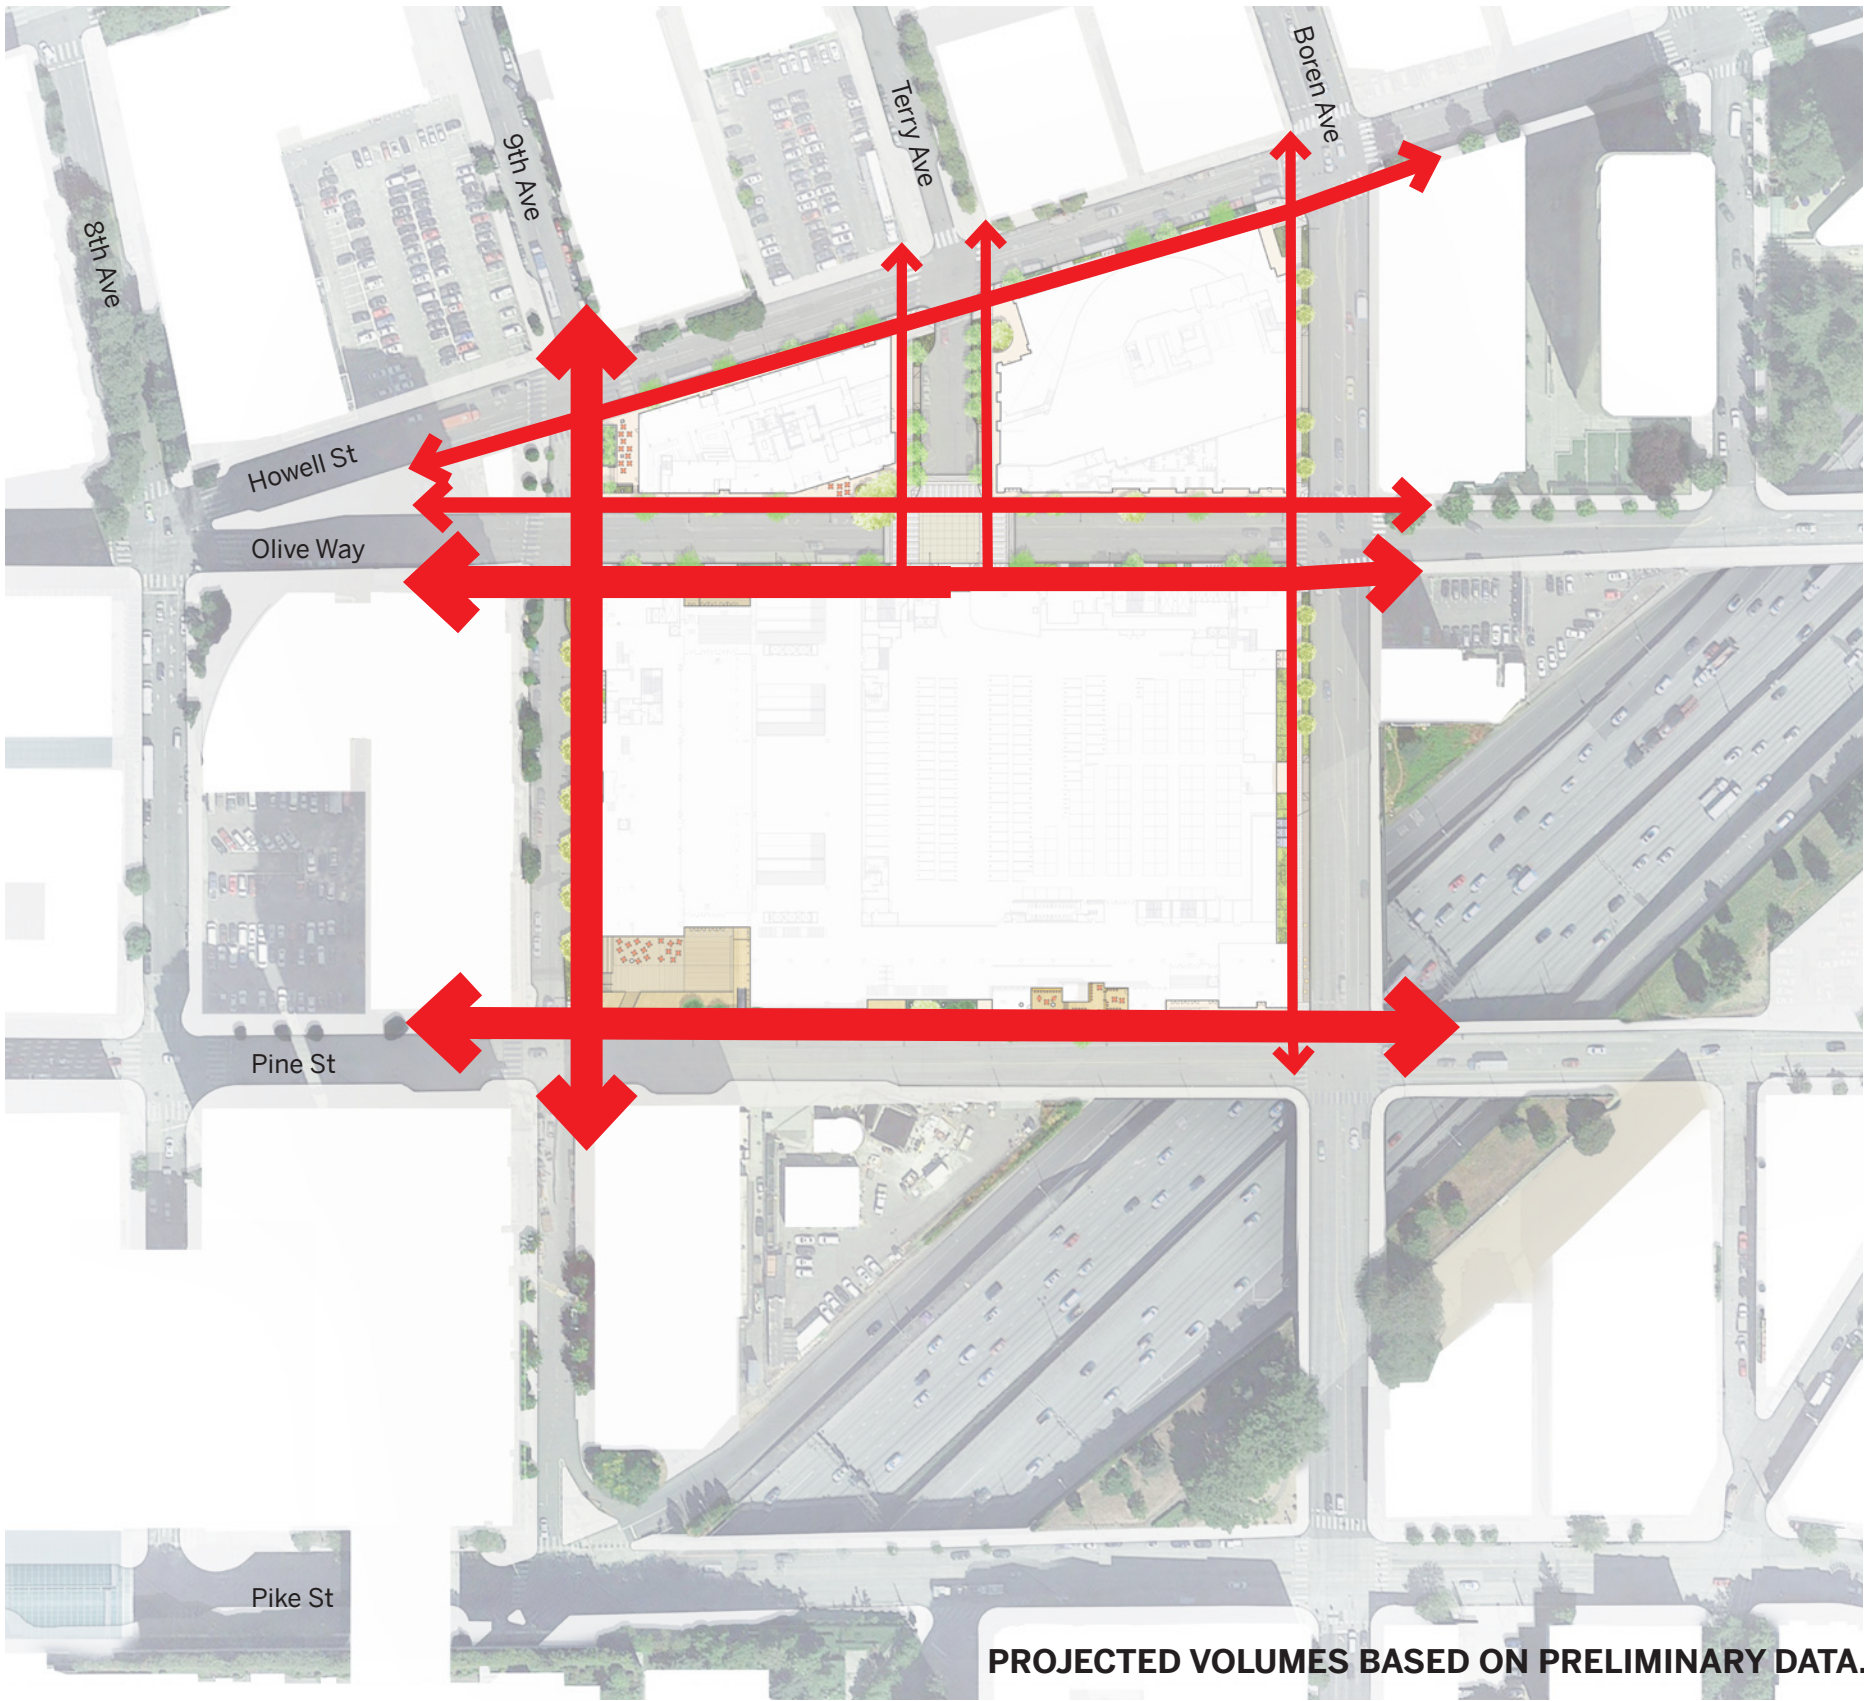 Boren Ave
Terry Ave
9th Ave
8th Ave
Howell St
Olive Way
Pine St
Pike St
PROJECTED VOLUMES BASED ON PRELIMINARY DATA.